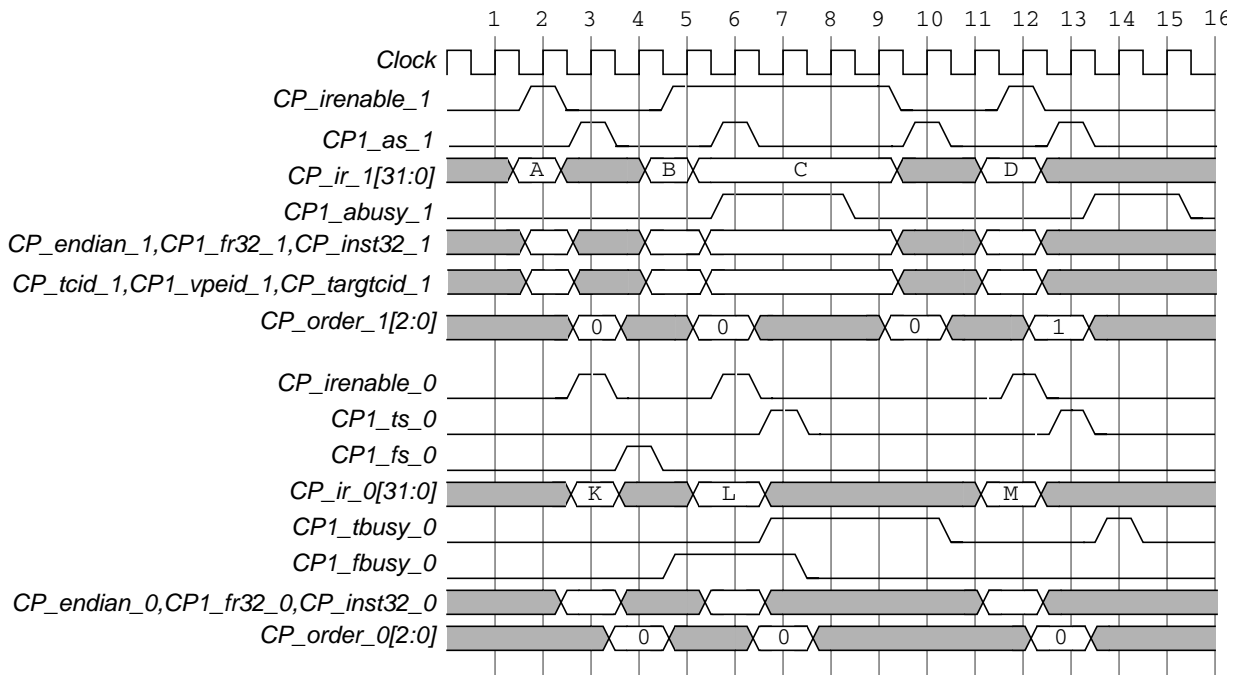 1 2 3 4 5 6 7 8 9 10 11 12 13 14 15 16
Clock
CP_irenable_1
CP1_as_1
CP_ir_1[31:0] A B C D
CP1_abusy_1
CP_endian_1,CP1_fr32_1,CP_inst32_1
CP_tcid_1,CP1_vpeid_1,CP_targtcid_1
CP_order_1[2:0] 0 0 0 1
CP_irenable_0
CP1_ts_0
CP1_fs_0
CP_ir_0[31:0] K L M
CP1_tbusy_0
CP1_fbusy_0
CP_endian_0,CP1_fr32_0,CP_inst32_0
CP_order_0[2:0] 0 0 0